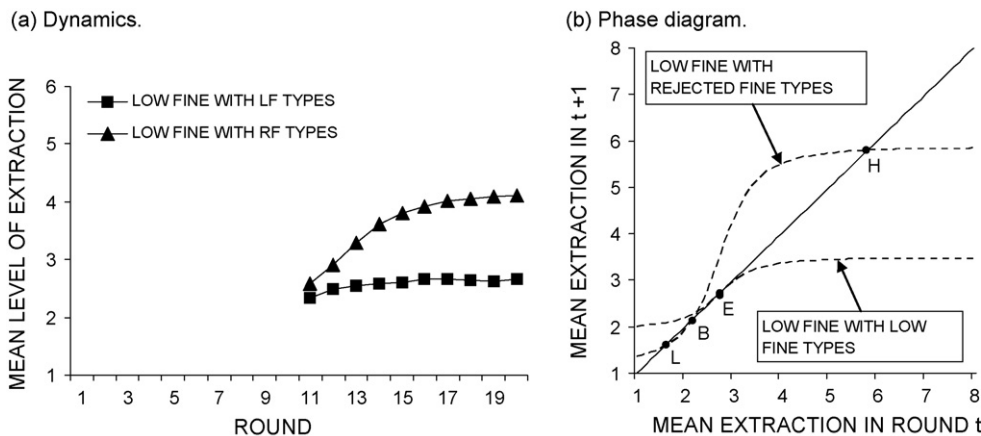 (a) Dynamics.
MEAN LEVEL OF EXTRACTION
6
5
4
3
2
1
LOW FINE WITH LF TYPES
LOW FINE WITH RF TYPES
1 3 5 7 9 11 13 15 17 19
ROUND
(b) Phase diagram.
MEAN EXTRACTION IN t +1
8
7
6
5
4
3
2
1
LOW FINE WITH
REJECTED FINE TYPES
H
E
B
L
LOW FINE WITH LOW
FINE TYPES
1 2 3 4 5 6 7 8
MEAN EXTRACTION IN ROUND t